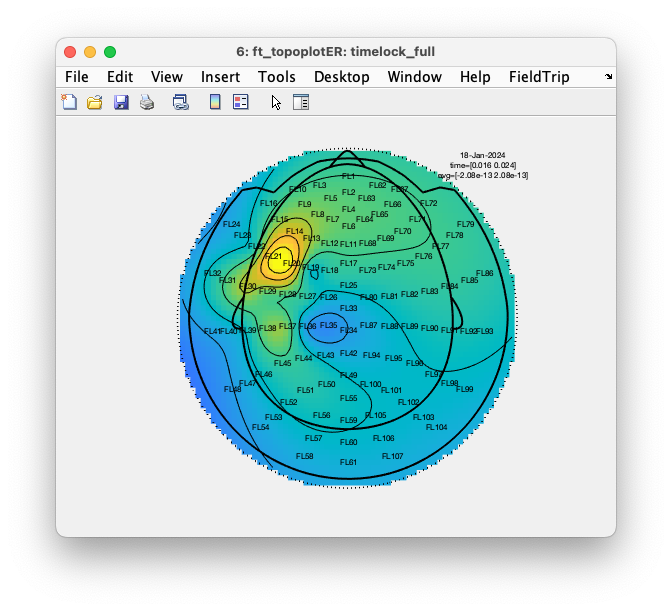 6: ft_topoplotER: timelock_full
File Edit View Insert Tools Desktop Window Help FieldTrip
18-Jan-2024
time=[0.016 0.024]
avg=[-2.08e-13 2.08e-13]
FL1
FL10 FL3 FL62 FL67
FL2
FL16 FL9 FL5 FL63 FL66 FL72
FL4
FL15 FL8 FL7 FL64 FL65 FL71
FL24 FL6 FL79
FL23 FL14 FL13 FL70 FL78
FL22 FL12 FL11 FL68 FL69 FL77
FL21 FL20 FL19 FL18 FL17 FL73 FL74 FL75 FL76
FL32 FL31 FL30 FL86
FL29 FL28 FL27 FL26 FL25 FL80 FL81 FL82 FL83 FL84 FL85
FL33
FL41 FL40 FL39 FL38 FL37 FL36 FL35 FL34 FL87 FL88 FL89 FL90 FL91 FL92 FL93
FL45 FL44 FL43 FL42 FL94 FL95 FL96
FL48 FL47 FL46 FL49 FL97 FL98 FL99
FL51 FL50 FL100 FL101
FL52 FL55 FL102
FL54 FL53 FL56 FL59 FL105 FL103 FL104
FL57 FL60 FL106
FL58 FL61 FL107